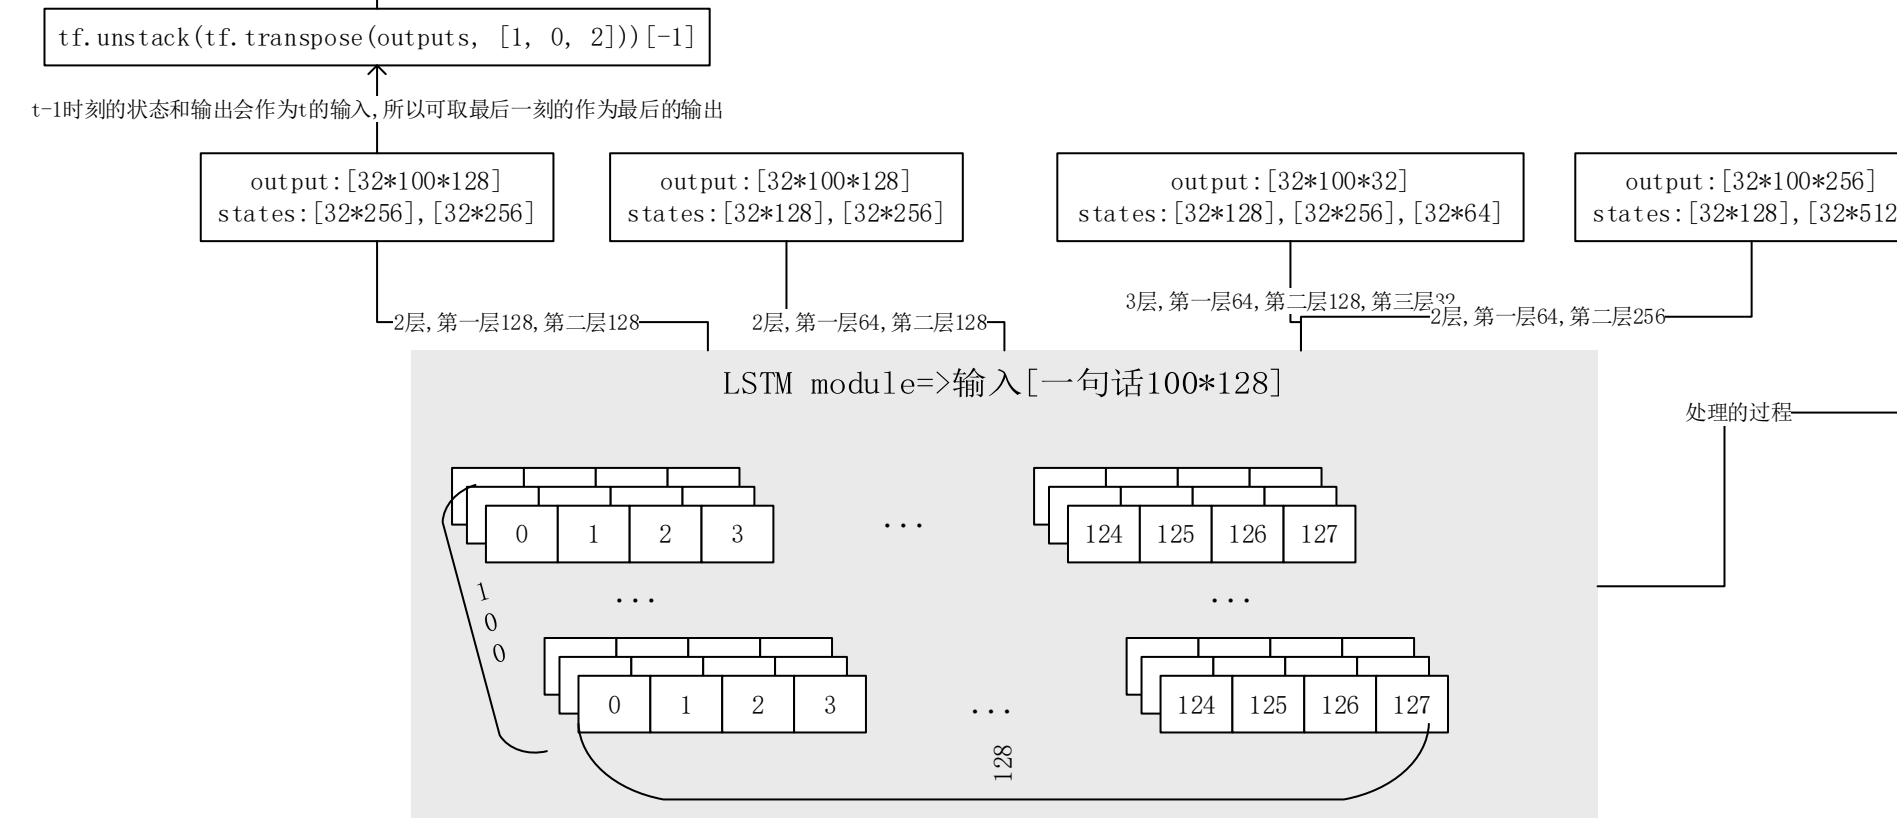 tf.unstack(tf.transpose(outputs, [1, 0, 2]))[-1]
t-1时刻的状态和输出会作为t的输入,所以可取最后一刻的作为最后的输出
output:[32*100*128]
states:[32*256],[32*256]
output:[32*100*128]
states:[32*128],[32*256]
output:[32*100*32]
states:[32*128],[32*256],[32*64]
output:[32*100*256]
states:[32*128],[32*512
2层,第一层128,第二层128
2层,第一层64,第二层128
3层,第一层64,第二层128,第三层32
2层,第一层64,第二层256
LSTM module=>输入[一句话100*128]
处理的过程
0 1 2 3 ... 124 125 126 127
100
... ...
0 1 2 3 ... 124 125 126 127
128